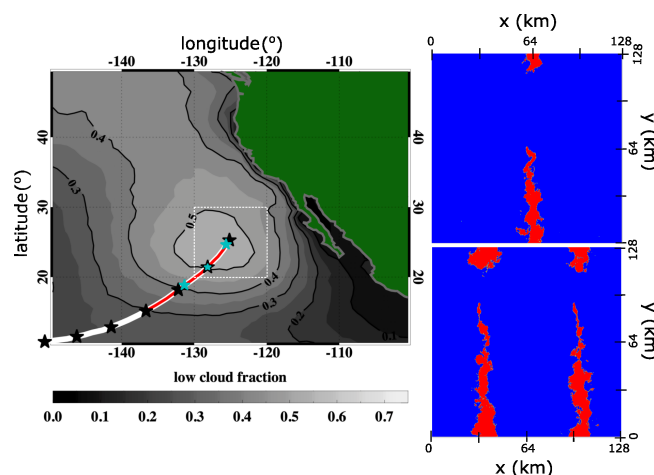 longitude(°)
-140 -130 -120 -110
latitude(°)
40 30 20
40 30 20
0.4
0.3
0.5
0.4
0.3
0.2
0.1
-140 -130 -120 -110
low cloud fraction
0.0 0.1 0.2 0.3 0.4 0.5 0.6 0.7
x (km)
0 64 128
128
64
y (km)
128
64
y (km)
0
0 64 128
x (km)